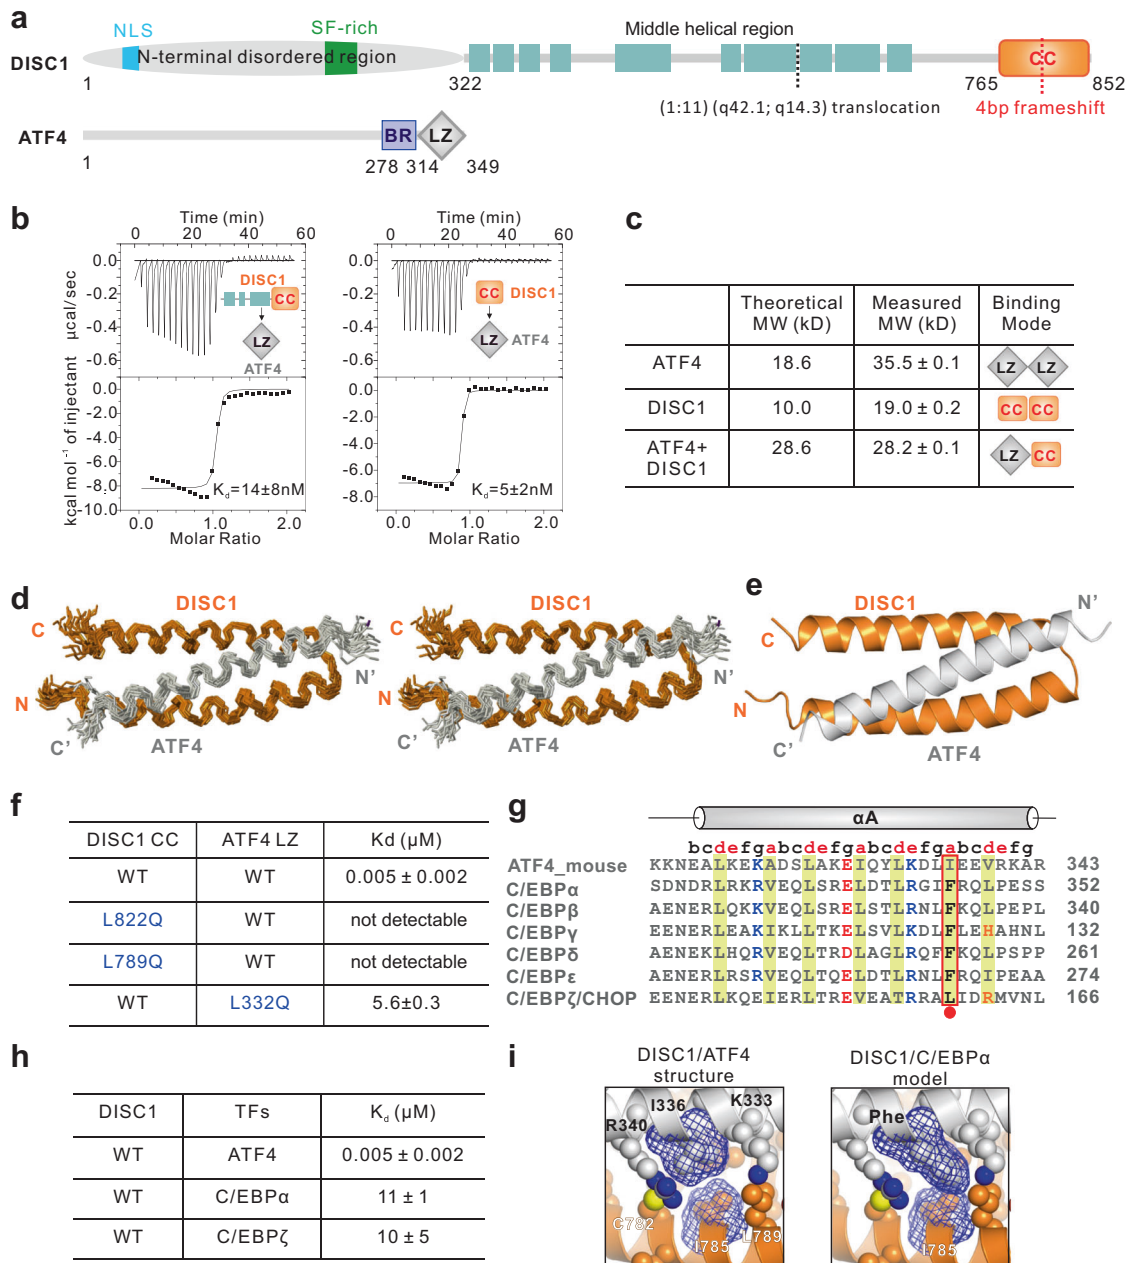 a
NLS
SF-rich
Middle helical region
DISC1
N-terminal disordered region
CC
1
322
765
852
(1:11) (q42.1; q14.3) translocation
4bp frameshift
ATF4
BR
LZ
1
278 314 349
b
Time (min)
0 20 40 60
Time (min)
0 20 40 60
µcal/sec
0.0
-0.2
-0.4
-0.6
DISC1
CC
LZ
ATF4
0.0
-0.2
-0.4
-0.6
CC DISC1
LZ ATF4
kcal mol⁻¹ of injectant
0.0
-2.0
-4.0
-6.0
-8.0
-10.0
Kd=14±8nM
0.0 1.0 2.0
Molar Ratio
0.0
-2.0
-4.0
-6.0
-8.0
Kd=5±2nM
0.0 1.0 2.0
Molar Ratio
c
Theoretical MW (kD) Measured MW (kD) Binding Mode
ATF4 18.6 35.5 ± 0.1 LZ LZ
DISC1 10.0 19.0 ± 0.2 CC CC
ATF4+ DISC1 28.6 28.2 ± 0.1 LZ CC
d
DISC1
C
N
N'
C'
ATF4
DISC1
C
N
N'
C'
ATF4
e
DISC1
N'
C
N
C'
ATF4
f
DISC1 CC ATF4 LZ Kd (µM)
WT WT 0.005 ± 0.002
L822Q WT not detectable
L789Q WT not detectable
WT L332Q 5.6±0.3
g
αA
bcdefgabcdefgabcdefgabcdefg
ATF4_mouse KKNEALKEKADSLAKEIQYLKDLIEEVRKAR 343
C/EBPα SDNDRLRKRVEQLSRELDTLRGIFRQLPESS 352
C/EBPβ AENERLQKKVEQLSRELSTLRNLFKQLPEPL 340
C/EBPγ EENERLEAKIKLLTKELSVLKDLFLEHAHNL 132
C/EBPδ AENEKLHQRVEQLTRDLAGLRQFFKQLPSPP 261
C/EBPε AENERLRSRVEQLTQELDTLRNLFRQIPEAA 274
C/EBPζ/CHOP EENERLKQEIERLTREVEATRRALIDRMVNL 166
h
DISC1 TFs Kd (µM)
WT ATF4 0.005 ± 0.002
WT C/EBPα 11 ± 1
WT C/EBPζ 10 ± 5
i
DISC1/ATF4 structure
I336
K333
R340
C782
L789
I785
DISC1/C/EBPα model
Phe
I785